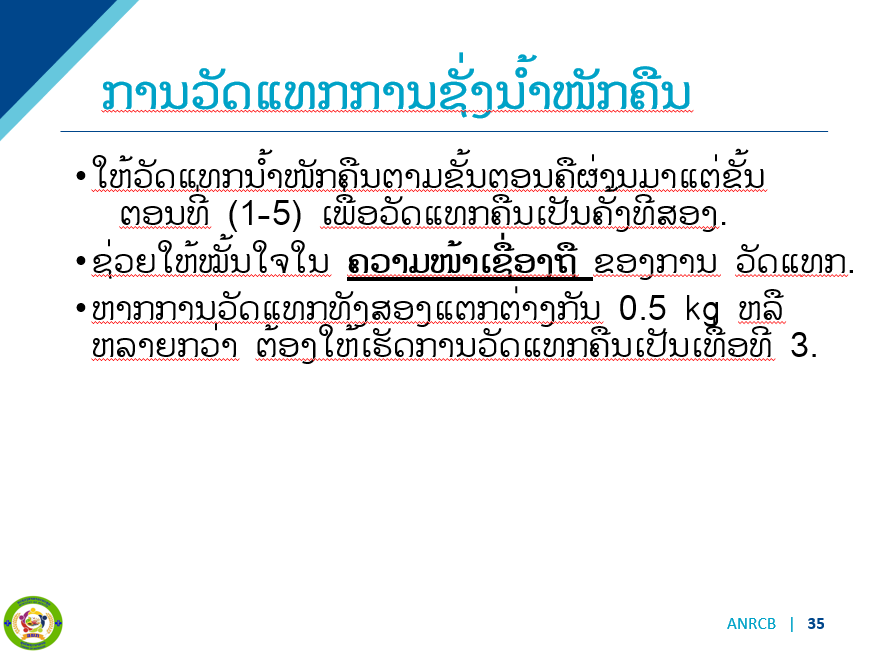 ການວັດແທກການຊັ່ງນ້ຳໜັກຄືນ
• ໃຫ້ວັດແທກນ້ຳໜັກຄືນຕາມຂັ້ນຕອນຄືຜ່ານມາແຕ່ຂັ້ນ
ຕອນທີ່ (1-5) ເພື່ອວັດແທກຄືນເປັນຄັ້ງທີສອງ.
• ຊ່ວຍໃຫ້ໝັ້ນໃຈໃນ ຄວາມໜ້າເຊື່ອງຖື ຂອງການ ວັດແທກ.
• ຫາກການວັດແທກທັງສອງແຕກຕ່າງກັນ 0.5 kg ຫລື
ຫລາຍກວ່າ ຕ້ອງໃຫ້ເຮັດການວັດແທກຄືນເປັນເທື່ອທີ 3.
ANRCB | 35